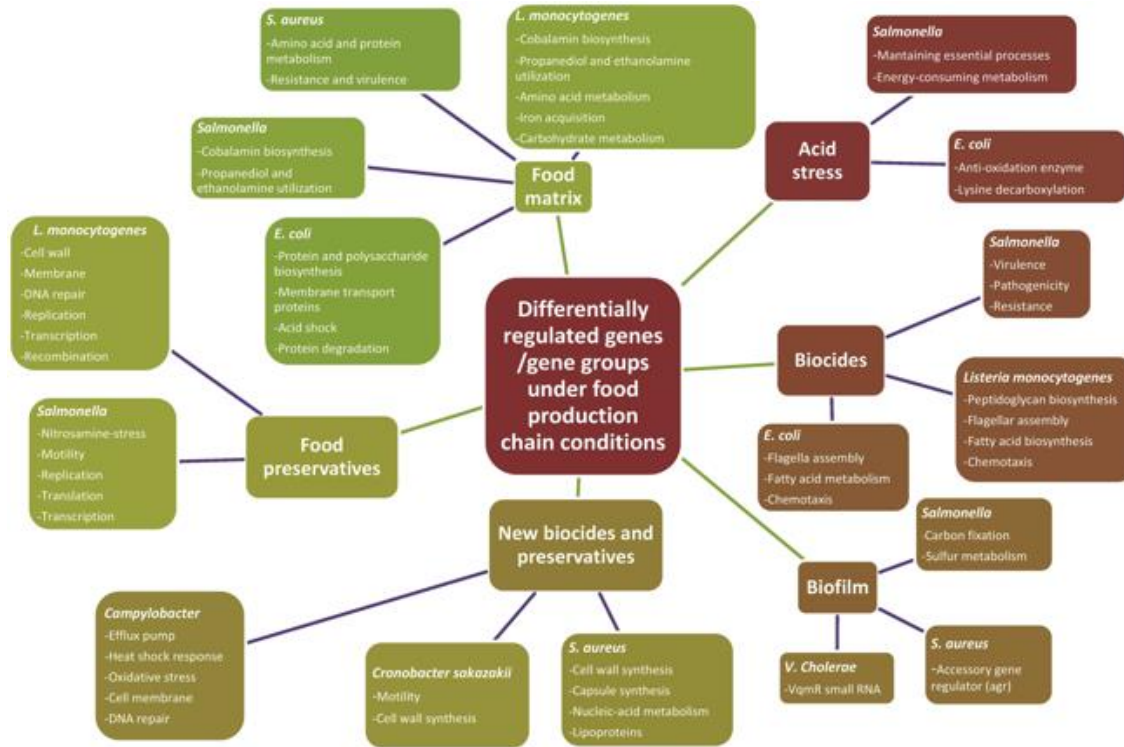 Differentially
regulated genes
/gene groups
under food
production
chain conditions
Food
matrix
S. aureus
-Amino acid and protein
metabolism
-Resistance and virulence
L. monocytogenes
-Cobalamin biosynthesis
-Propanediol and ethanolamine
utilization
-Amino acid metabolism
-Iron acquisition
-Carbohydrate metabolism
Salmonella
-Cobalamin biosynthesis
-Propanediol and
ethanolamine utilization
E. coli
-Protein and polysaccharide
biosynthesis
-Membrane transport
proteins
-Acid shock
-Protein degradation
Acid
stress
Salmonella
-Mantaining essential processes
-Energy-consuming metabolism
E. coli
-Anti-oxidation enzyme
-Lysine decarboxylation
Biocides
Salmonella
-Virulence
-Pathogenicity
-Resistance
Listeria monocytogenes
-Peptidoglycan biosynthesis
-Flagellar assembly
-Fatty acid biosynthesis
-Chemotaxis
E. coli
-Flagella assembly
-Fatty acid metabolism
-Chemotaxis
Biofilm
Salmonella
-Carbon fixation
-Sulfur metabolism
S. aureus
-Accessory gene
regulator (agr)
V. Cholerae
-VqmR small RNA
New biocides and
preservatives
S. aureus
-Cell wall synthesis
-Capsule synthesis
-Nucleic-acid metabolism
-Lipoproteins
Cronobacter sakazakii
-Motility
-Cell wall synthesis
Campylobacter
-Efflux pump
-Heat shock response
-Oxidative stress
-Cell membrane
-DNA repair
Food
preservatives
L. monocytogenes
-Cell wall
-Membrane
-DNA repair
-Replication
-Transcription
-Recombination
Salmonella
-Nitrosamine-stress
-Motility
-Replication
-Translation
-Transcription